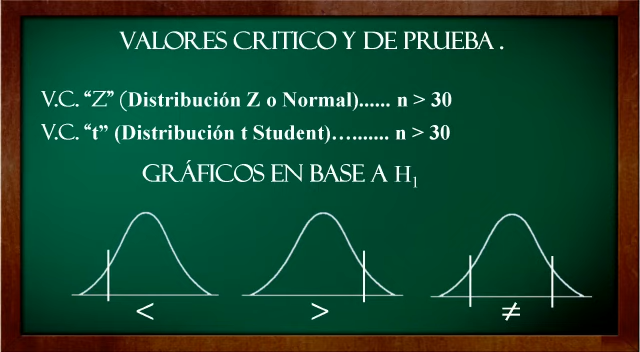 VALORES CRITICO Y DE PRUEBA .
V.C. “Z” (Distribución Z o Normal)...... n > 30
V.C. “t” (Distribución t Student)….…... n > 30
GRÁFICOS EN BASE A H₁
< > ≠